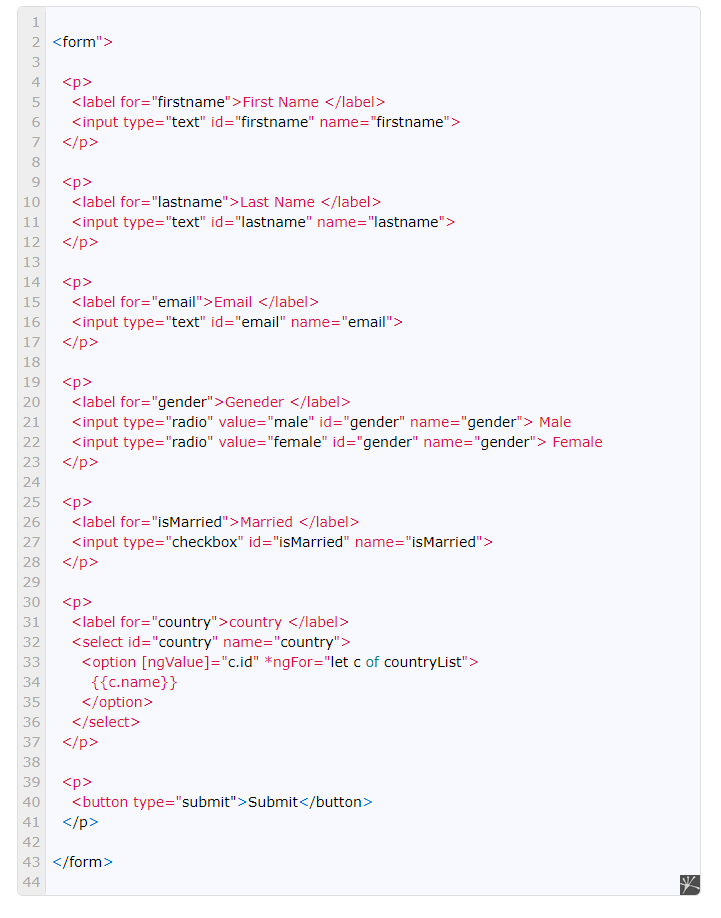 1
2 <form">
3
4 <p>
5 <label for="firstname">First Name </label>
6 <input type="text" id="firstname" name="firstname">
7 </p>
8
9 <p>
10 <label for="lastname">Last Name </label>
11 <input type="text" id="lastname" name="lastname">
12 </p>
13
14 <p>
15 <label for="email">Email </label>
16 <input type="text" id="email" name="email">
17 </p>
18
19 <p>
20 <label for="gender">Geneder </label>
21 <input type="radio" value="male" id="gender" name="gender"> Male
22 <input type="radio" value="female" id="gender" name="gender"> Female
23 </p>
24
25 <p>
26 <label for="isMarried">Married </label>
27 <input type="checkbox" id="isMarried" name="isMarried">
28 </p>
29
30 <p>
31 <label for="country">country </label>
32 <select id="country" name="country">
33 <option [ngValue]="c.id" *ngFor="let c of countryList">
34 {{c.name}}
35 </option>
36 </select>
37 </p>
38
39 <p>
40 <button type="submit">Submit</button>
41 </p>
42
43 </form>
44